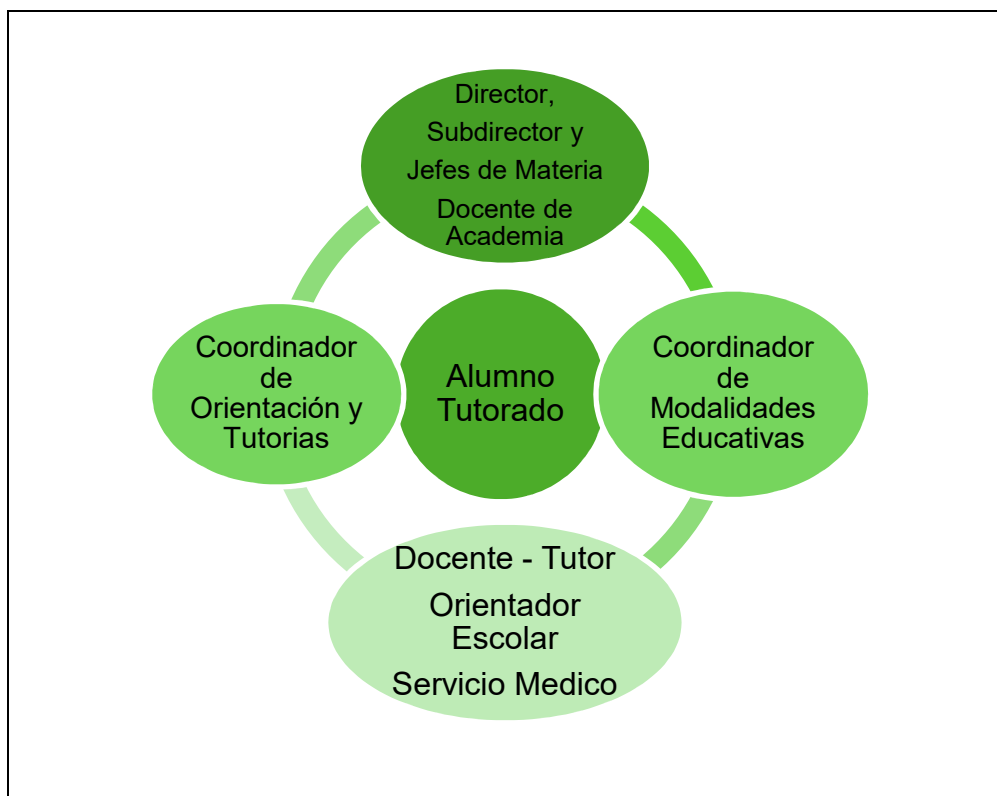 Director,
Subdirector y
Jefes de Materia
Docente de
Academia
Coordinador
de
Orientación y
Tutorias
Alumno
Tutorado
Coordinador
de
Modalidades
Educativas
Docente - Tutor
Orientador
Escolar
Servicio Medico